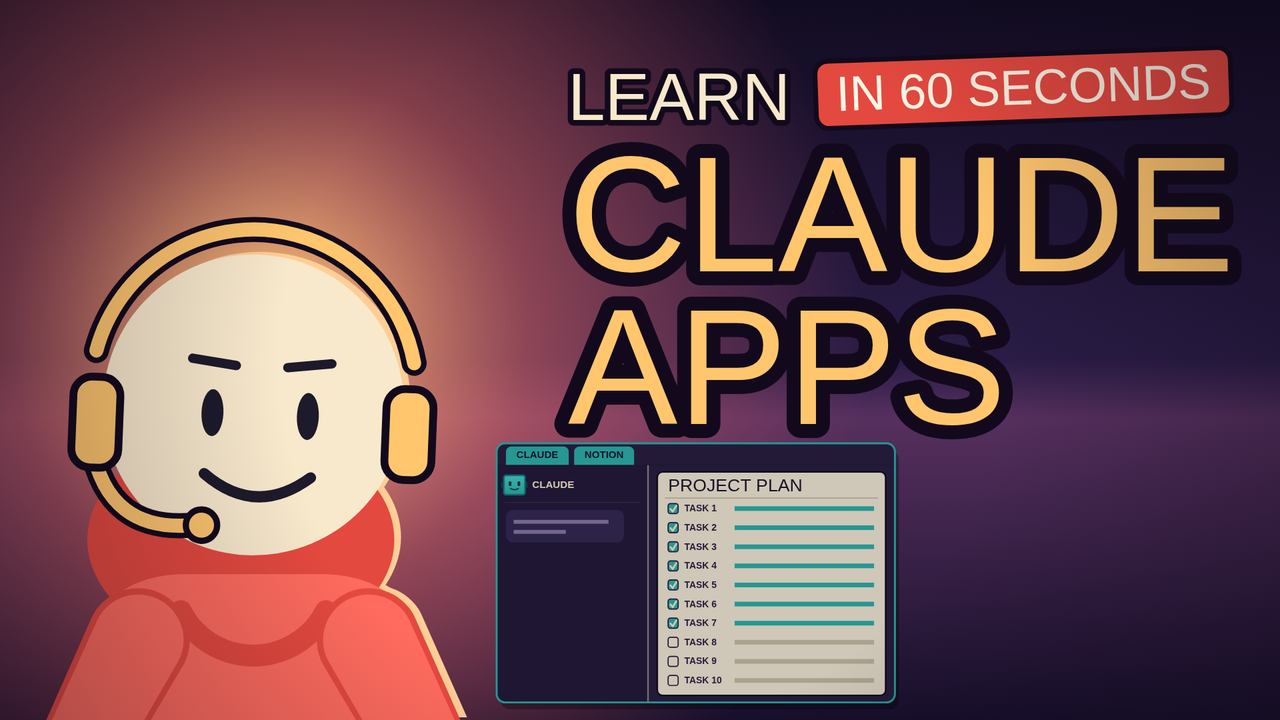 LEARN IN 60 SECONDS
CLAUDE
APPS
CLAUDE NOTION
CLAUDE
PROJECT PLAN
TASK 1
TASK 2
TASK 3
TASK 4
TASK 5
TASK 6
TASK 7
TASK 8
TASK 9
TASK 10